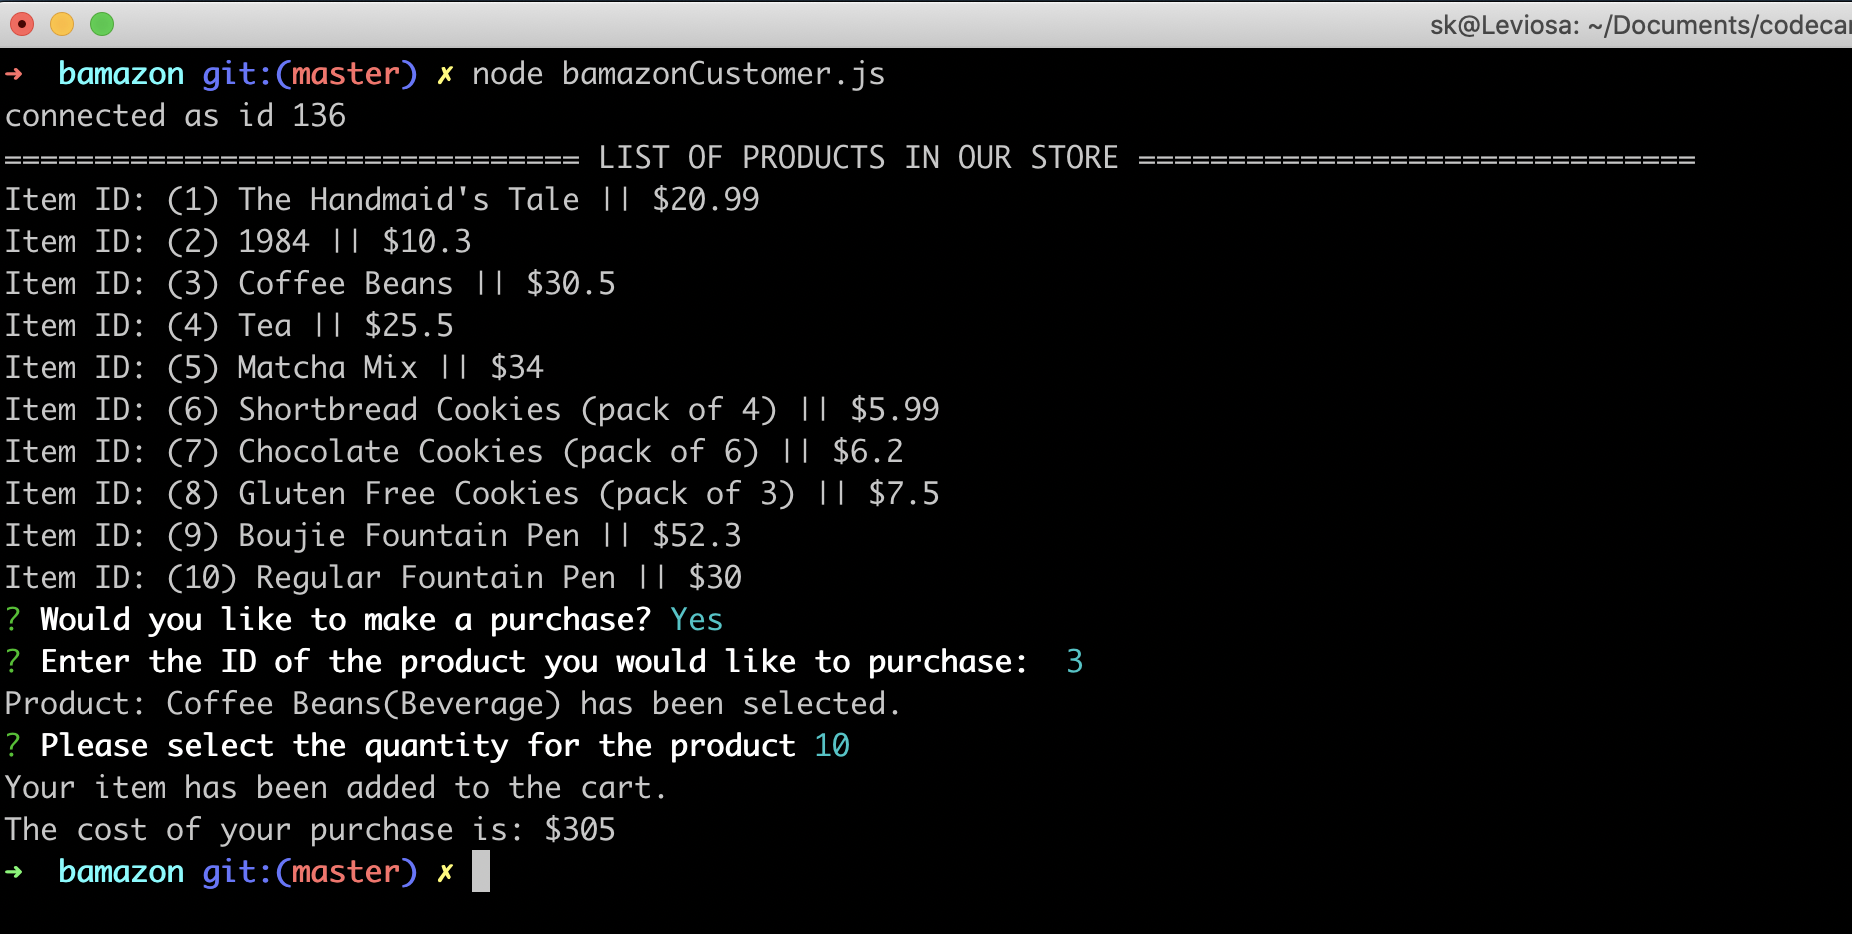 sk@Leviosa: ~/Documents/codecar
➜ bamazon git:(master) ✗ node bamazonCustomer.js
connected as id 136
================================ LIST OF PRODUCTS IN OUR STORE ===============================
Item ID: (1) The Handmaid's Tale || $20.99
Item ID: (2) 1984 || $10.3
Item ID: (3) Coffee Beans || $30.5
Item ID: (4) Tea || $25.5
Item ID: (5) Matcha Mix || $34
Item ID: (6) Shortbread Cookies (pack of 4) || $5.99
Item ID: (7) Chocolate Cookies (pack of 6) || $6.2
Item ID: (8) Gluten Free Cookies (pack of 3) || $7.5
Item ID: (9) Boujie Fountain Pen || $52.3
Item ID: (10) Regular Fountain Pen || $30
? Would you like to make a purchase? Yes
? Enter the ID of the product you would like to purchase:  3
Product: Coffee Beans(Beverage) has been selected.
? Please select the quantity for the product 10
Your item has been added to the cart.
The cost of your purchase is: $305
➜ bamazon git:(master) ✗